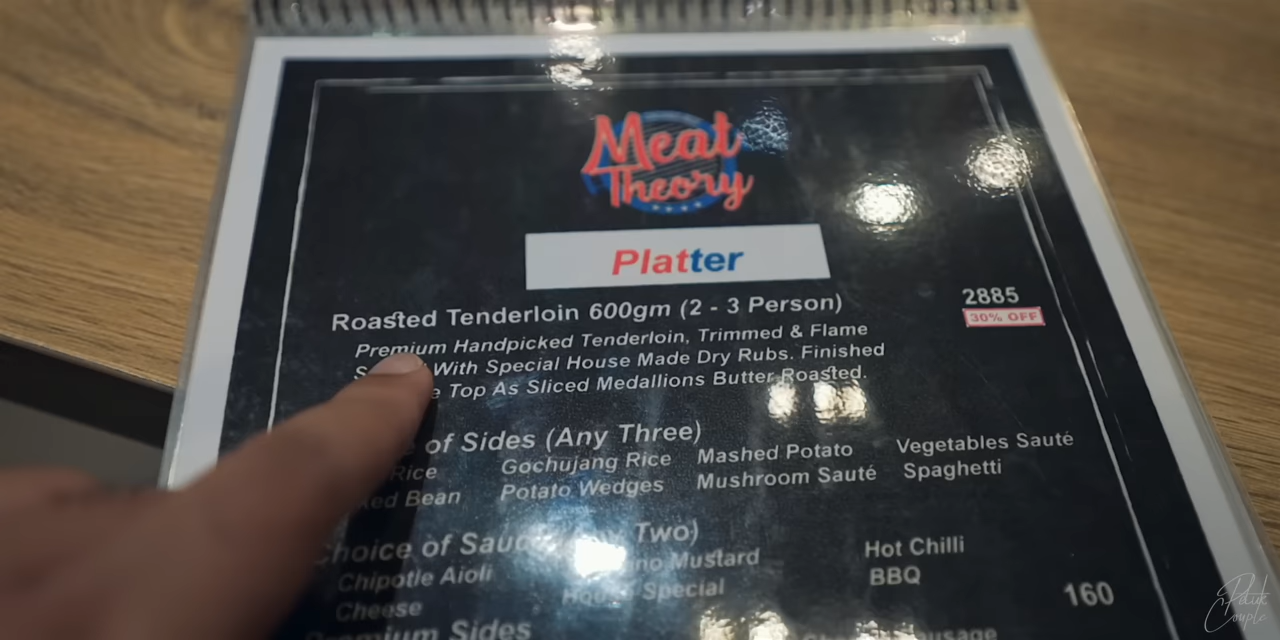 Meat
Theory
Platter
Roasted Tenderloin 600gm (2 - 3 Person) 2885
30% OFF
Premium Handpicked Tenderloin, Trimmed & Flame
With Special House Made Dry Rubs. Finished
Top As Sliced Medallions Butter Roasted.
of Sides (Any Three)
Rice Gochujang Rice Mashed Potato Vegetables Sauté
Bean Potato Wedges Mushroom Sauté Spaghetti
Choice of Two)
Chipotle Aioli Mustard Hot Chilli
Cheese Special BBQ
160
Premium Sides